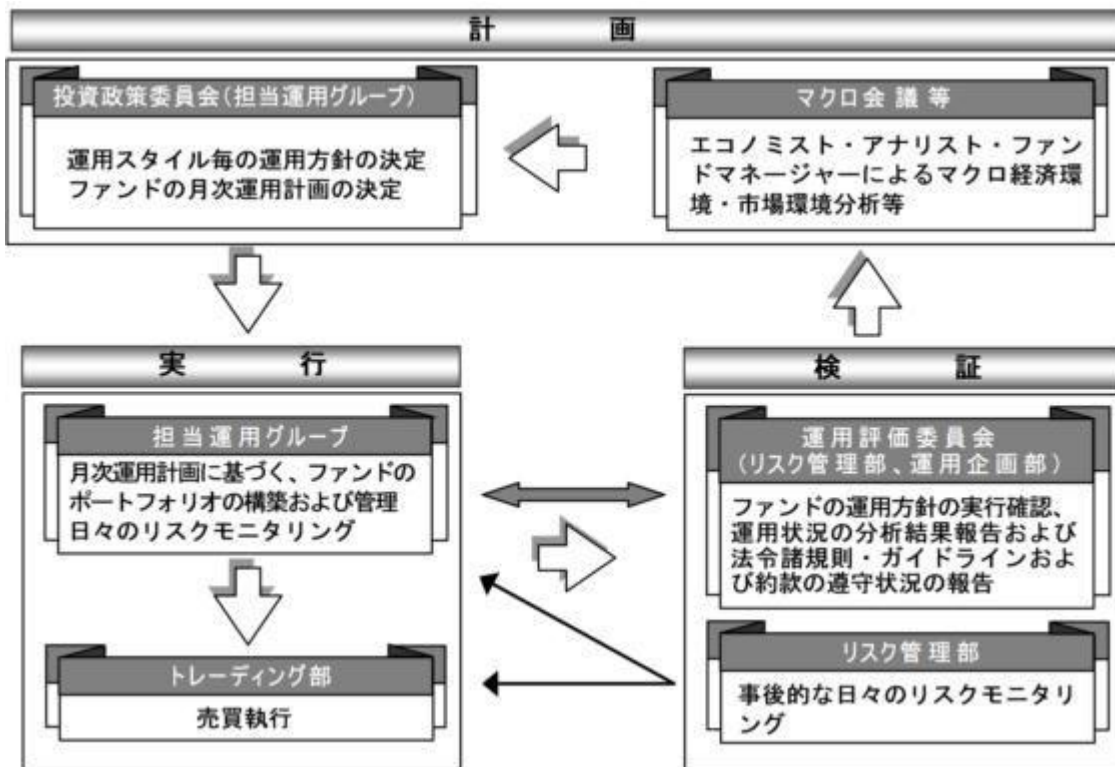 計画
投資政策委員会(担当運用グループ)
運用スタイル毎の運用方針の決定
ファンドの月次運用計画の決定
マクロ会議等
エコノミスト・アナリスト・ファン
ドマネージャーによるマクロ経済環
境・市場環境分析等
実行
担当運用グループ
月次運用計画に基づく、ファンドの
ポートフォリオの構築および管理
日々のリスクモニタリング
トレーディング部
売買執行
検証
運用評価委員会
(リスク管理部、運用企画部)
ファンドの運用方針の実行確認、
運用状況の分析結果報告および
法令諸規則・ガイドラインおよ
び約款の遵守状況の報告
リスク管理部
事後的な日々のリスクモニタリ
ング